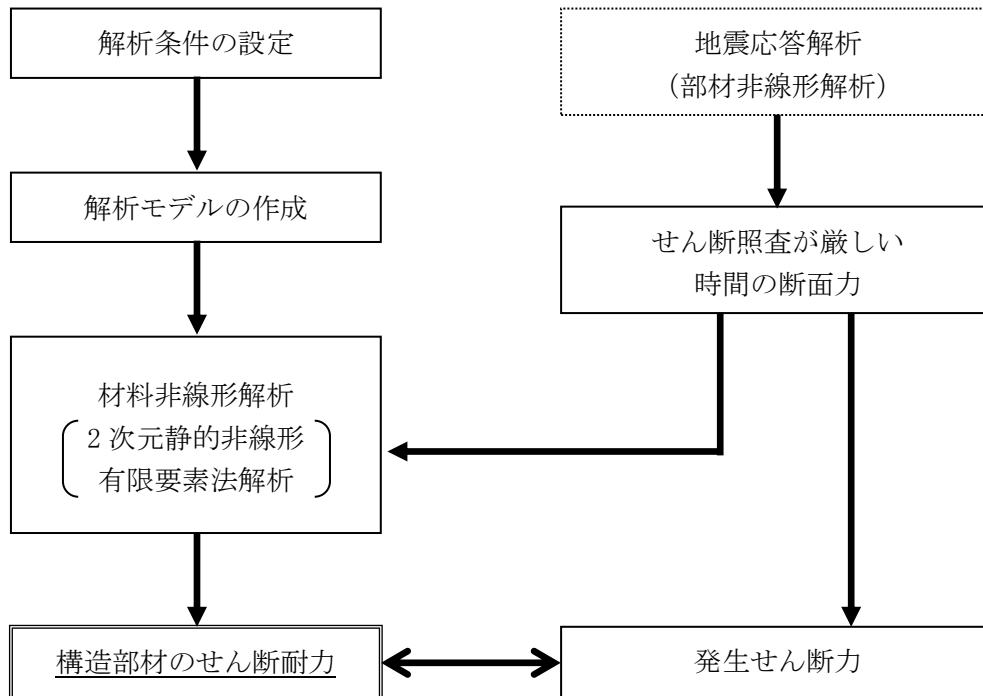 解析条件の設定
地震応答解析
（部材非線形解析）
解析モデルの作成
せん断照査が厳しい
時間の断面力
材料非線形解析
2 次元静的非線形
有限要素法解析
構造部材のせん断耐力
発生せん断力